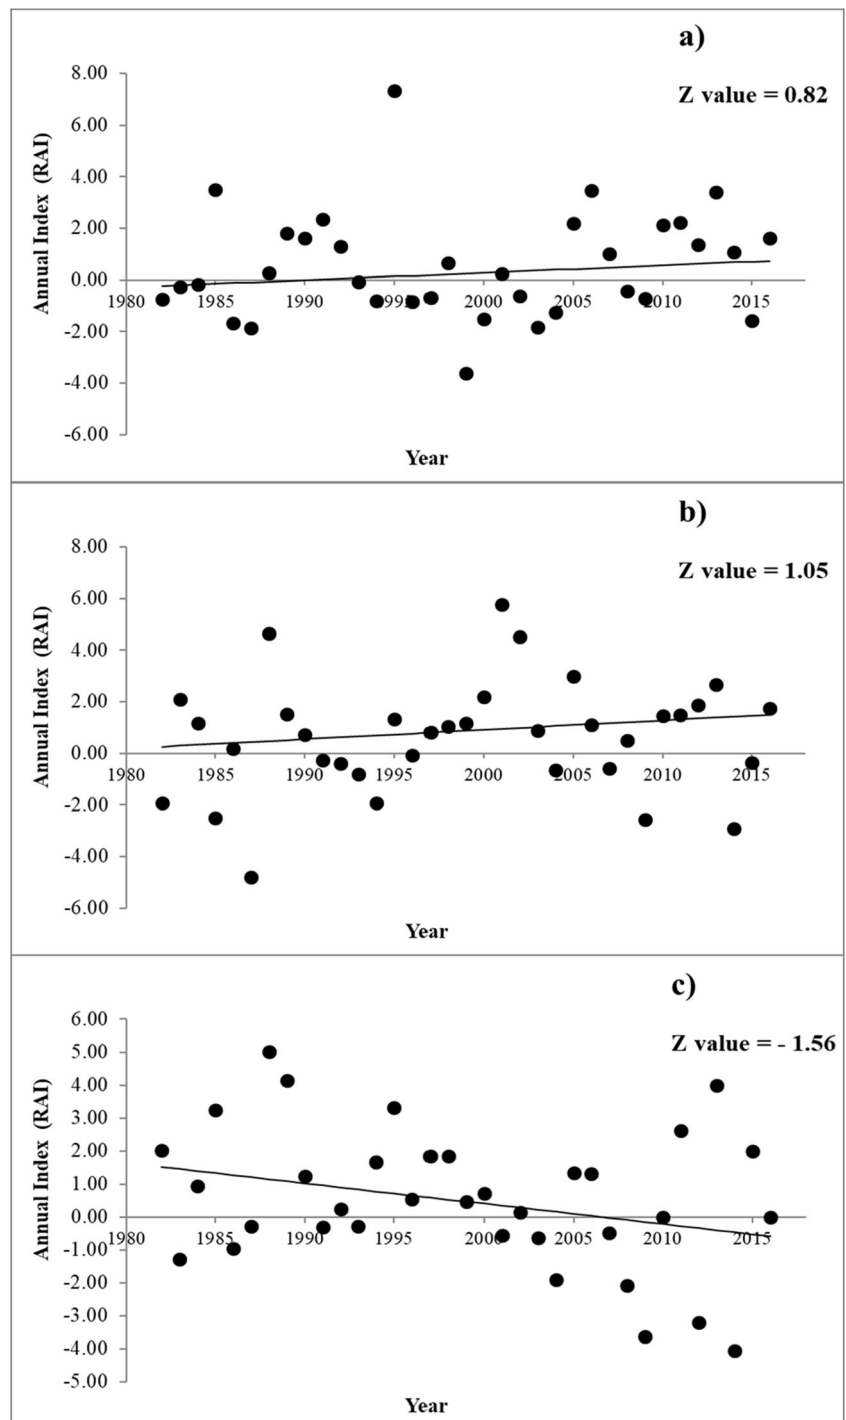 a)
Z value = 0.82
Annual Index (RAI)
8.00
6.00
4.00
2.00
0.00
-2.00
-4.00
-6.00
1980 1985 1990 1995 2000 2005 2010 2015
Year
b)
Z value = 1.05
Annual Index (RAI)
8.00
6.00
4.00
2.00
0.00
-2.00
-4.00
-6.00
1980 1985 1990 1995 2000 2005 2010 2015
Year
c)
Z value = - 1.56
Annual Index (RAI)
6.00
5.00
4.00
3.00
2.00
1.00
0.00
-1.00
-2.00
-3.00
-4.00
-5.00
1980 1985 1990 1995 2000 2005 2010 2015
Year